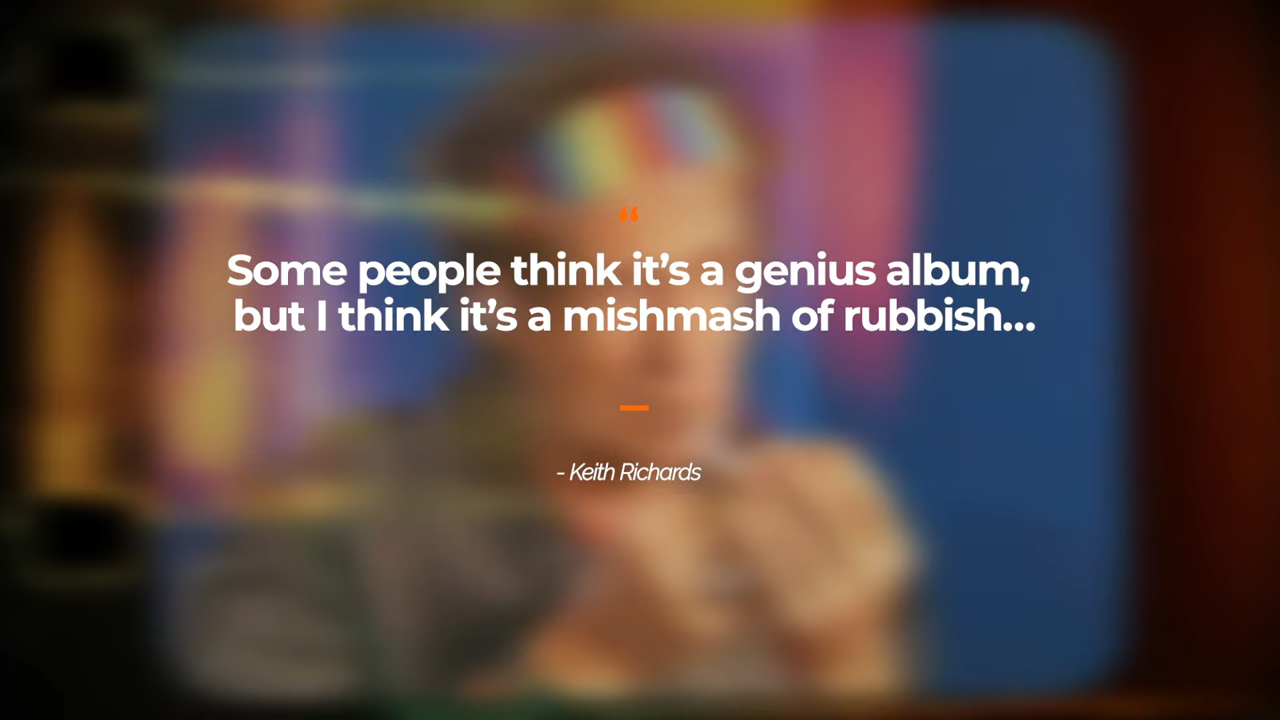 “
Some people think it’s a genius album,
but I think it’s a mishmash of rubbish...
- Keith Richards